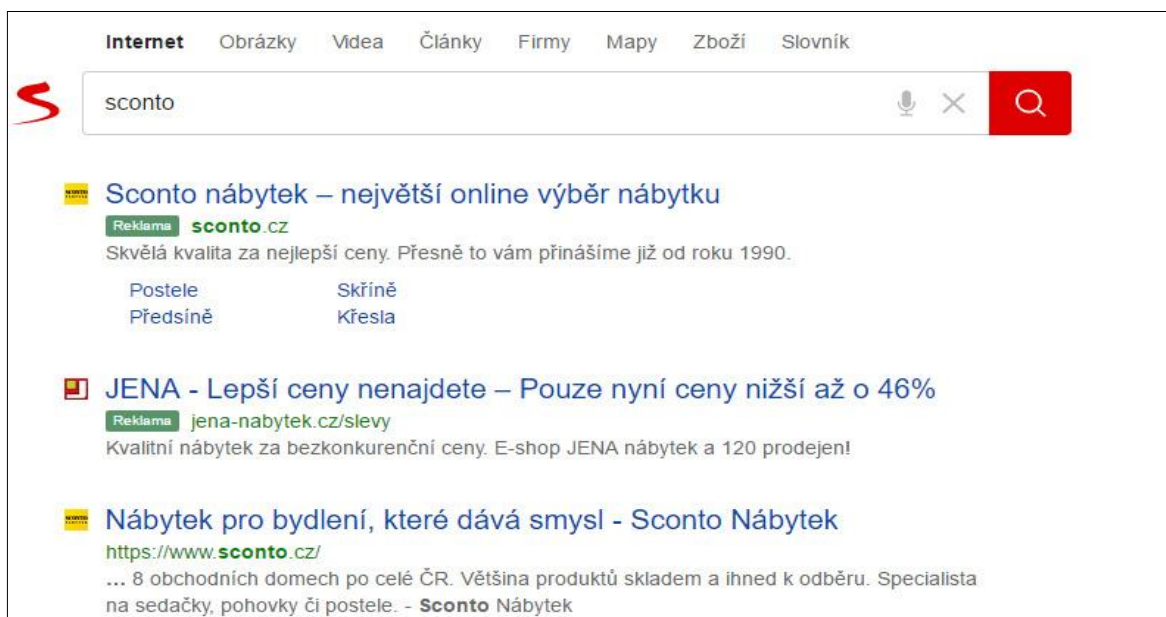 Internet Obrázky Videa Články Firmy Mapy Zboží Slovník
sconto
Sconto nábytek – největší online výběr nábytku
Reklama sconto.cz
Skvělá kvalita za nejlepší ceny. Přesně to vám přinášíme již od roku 1990.
Postele Skříně
Předsíně Křesla
JENA - Lepší ceny nenajdete – Pouze nyní ceny nižší až o 46%
Reklama jena-nabytek.cz/slevy
Kvalitní nábytek za bezkonkurenční ceny. E-shop JENA nábytek a 120 prodejen!
Nábytek pro bydlení, které dává smysl - Sconto Nábytek
https://www.sconto.cz/
... 8 obchodních domech po celé ČR. Většina produktů skladem a ihned k odběru. Specialista
na sedačky, pohovky či postele. - Sconto Nábytek